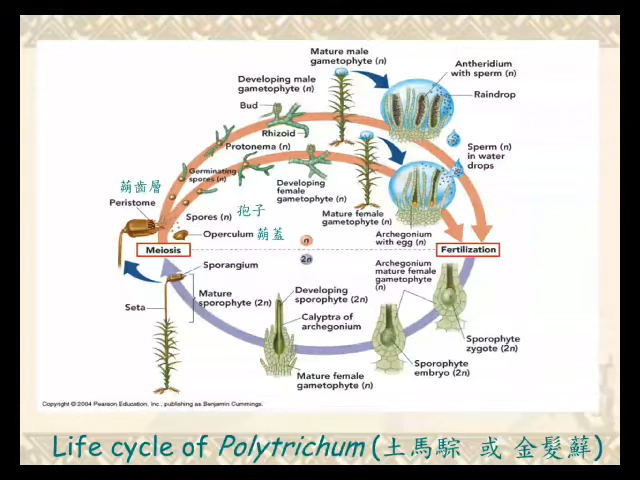 Mature male
gametophyte (n)
Developing male
gametophyte (n)
Antheridium
with sperm (n)
Raindrop
Bud
Rhizoid
Protonema (n)
Sperm (n)
in water
drops
Germinating
spores (n)
Developing
female
gametophyte (n)
蒴齒層
Peristome
Spores (n)
孢子
Mature female
gametophyte (n)
Operculum
蒴蓋
Archegonium
with egg (n)
Meiosis
n
Fertilization
2n
Sporangium
Archegonium
mature female
gametophyte
(n)
Seta
Mature
sporophyte (2n)
Developing
sporophyte (2n)
Calyptra of
archegonium
Sporophyte
zygote (2n)
Sporophyte
embryo (2n)
Mature female
gametophyte (n)
Copyright © 2004 Pearson Education, Inc., publishing as Benjamin Cummings.
Life cycle of Polytrichum (土馬騌 或 金髮蘚)